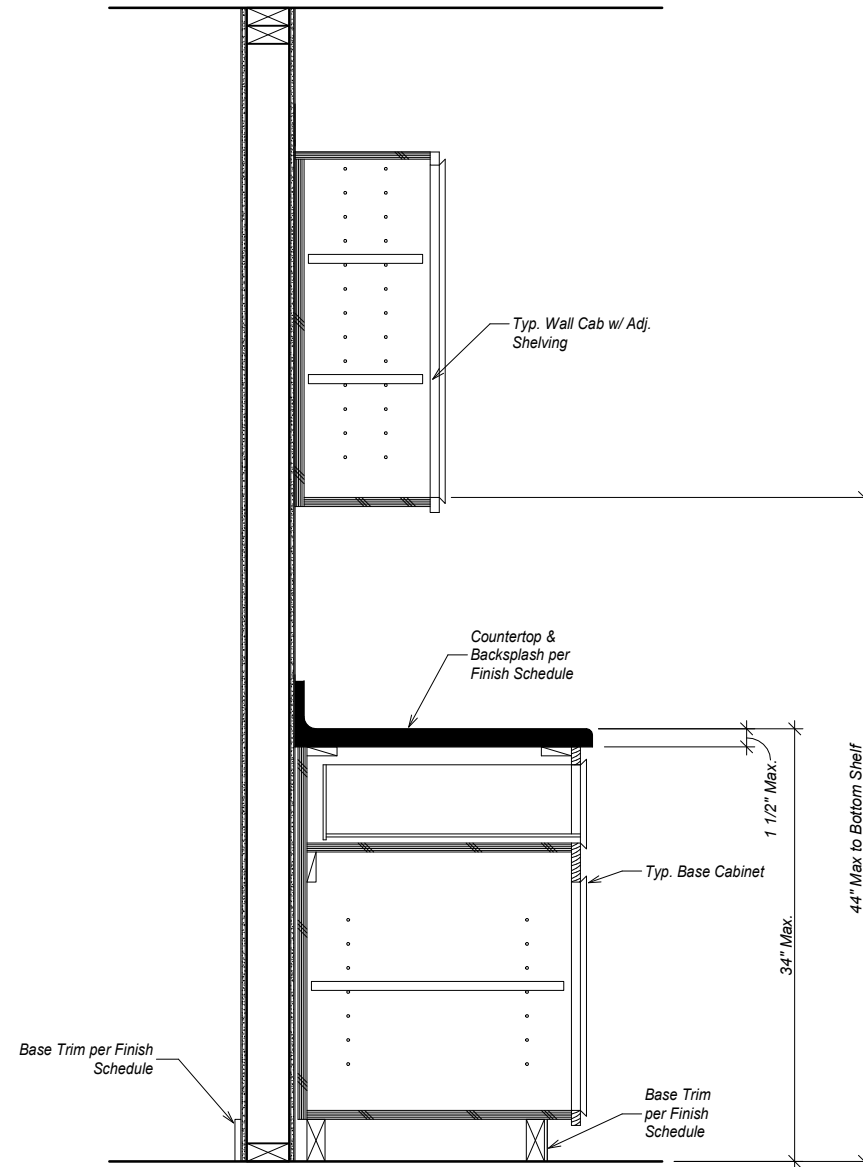 Typ. Wall Cab w/ Adj.
Shelving
Countertop &
Backsplash per
Finish Schedule
1 1/2" Max.
44" Max to Bottom Shelf
Typ. Base Cabinet
34" Max.
Base Trim per Finish
Schedule
Base Trim
per Finish
Schedule